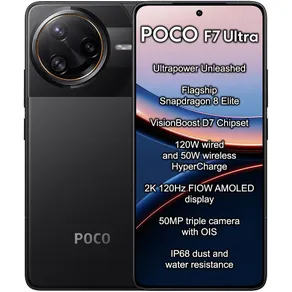 POCO F7 Ultra
Ultrapower Unleashed
Flagship
Snapdragon 8 Elite
VisionBoost D7 Chipset
120W wired
and 50W wireless
HyperCharge
2K 120Hz FlOW AMOLED
display
50MP triple camera
with OIS
IP68 dust and
water resistance
POCO